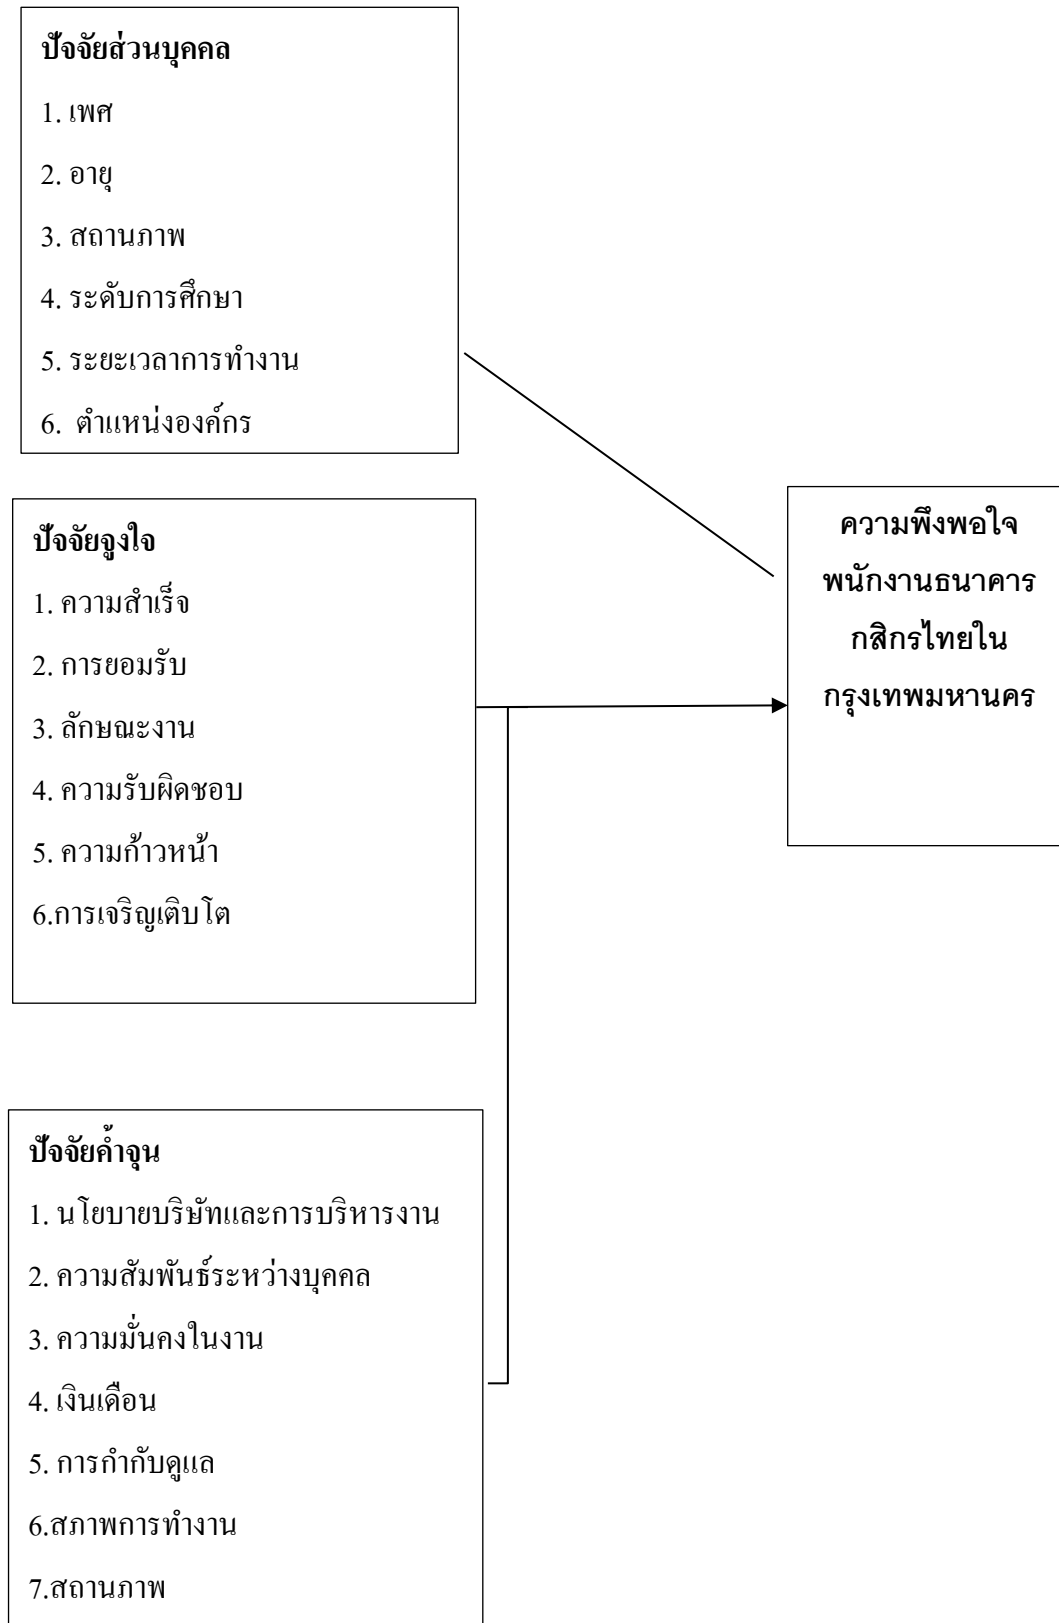 ปัจจัยส่วนบุคคล
1. เพศ
2. อายุ
3. สถานภาพ
4. ระดับการศึกษา
5. ระยะเวลาการทำงาน
6. ตำแหน่งองค์กร
ปัจจัยจูงใจ
1. ความสำเร็จ
2. การยอมรับ
3. ลักษณะงาน
4. ความรับผิดชอบ
5. ความก้าวหน้า
6.การเจริญเติบโต
ความพึงพอใจ
พนักงานธนาคาร
กสิกรไทยใน
กรุงเทพมหานคร
ปัจจัยค้ำจุน
1. นโยบายบริษัทและการบริหารงาน
2. ความสัมพันธ์ระหว่างบุคคล
3. ความมั่นคงในงาน
4. เงินเดือน
5. การกำกับดูแล
6.สภาพการทำงาน
7.สถานภาพ